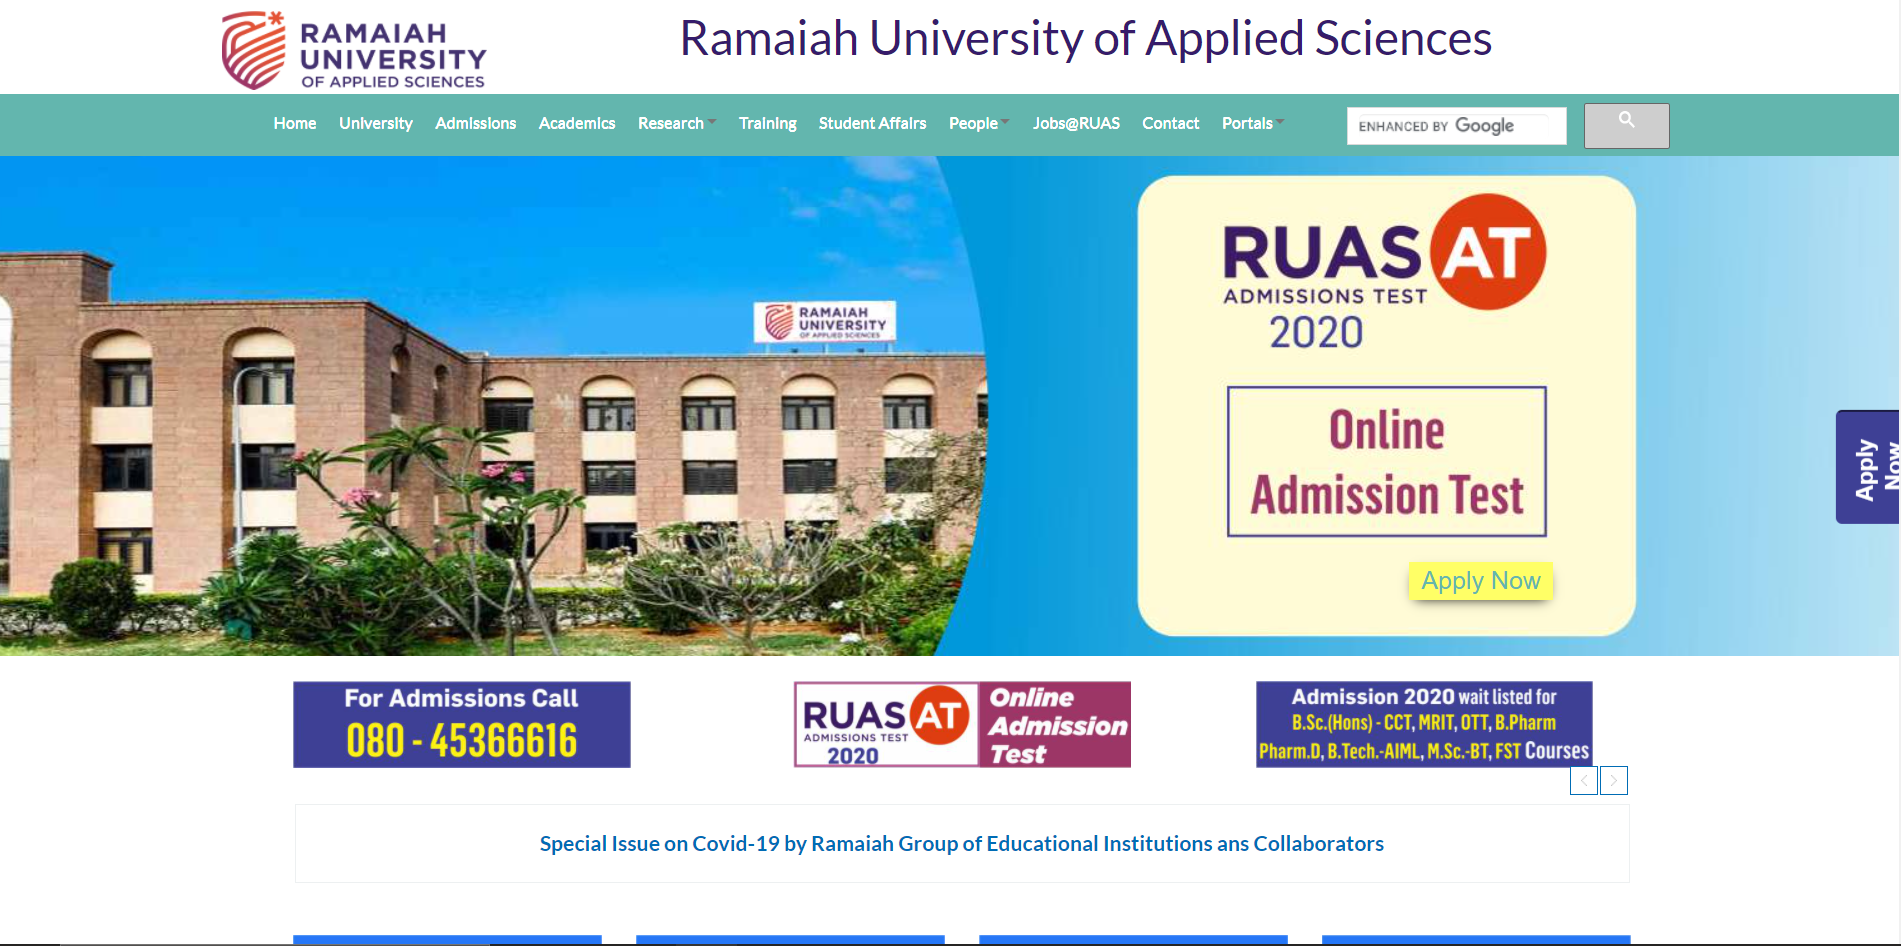 RAMAIAH
UNIVERSITY
OF APPLIED SCIENCES
Ramaiah University of Applied Sciences
Home University Admissions Academics Research Training Student Affairs People Jobs@RUAS Contact Portals
ENHANCED BY Google
RAMAIAH
UNIVERSITY
OF APPLIED SCIENCES
RUAS AT
ADMISSIONS TEST
2020
Online
Admission Test
Apply Now
Apply
Now
For Admissions Call
080 - 45366616
RUAS AT
ADMISSIONS TEST
2020
Online
Admission
Test
Admission 2020 wait listed for
B.Sc.(Hons) - CCT, MRIT, OTT, B.Pharm
Pharm.D, B.Tech.-AIML, M.Sc.-BT, FST Courses
Special Issue on Covid-19 by Ramaiah Group of Educational Institutions ans Collaborators